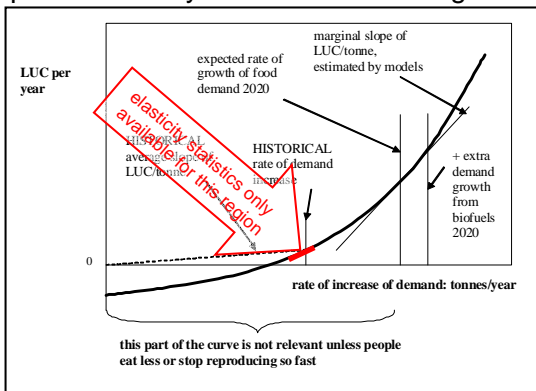 LUC per
year
expected rate of
growth of food
demand 2020
marginal slope of
LUC/tonne,
estimated by models
elasticity statistics only
available for this region
HISTORICAL
average slope of
LUC/tonne
HISTORICAL
rate of demand
increase
+ extra
demand
growth
from
biofuels
2020
0
rate of increase of demand: tonnes/year
this part of the curve is not relevant unless people
eat less or stop reproducing so fast